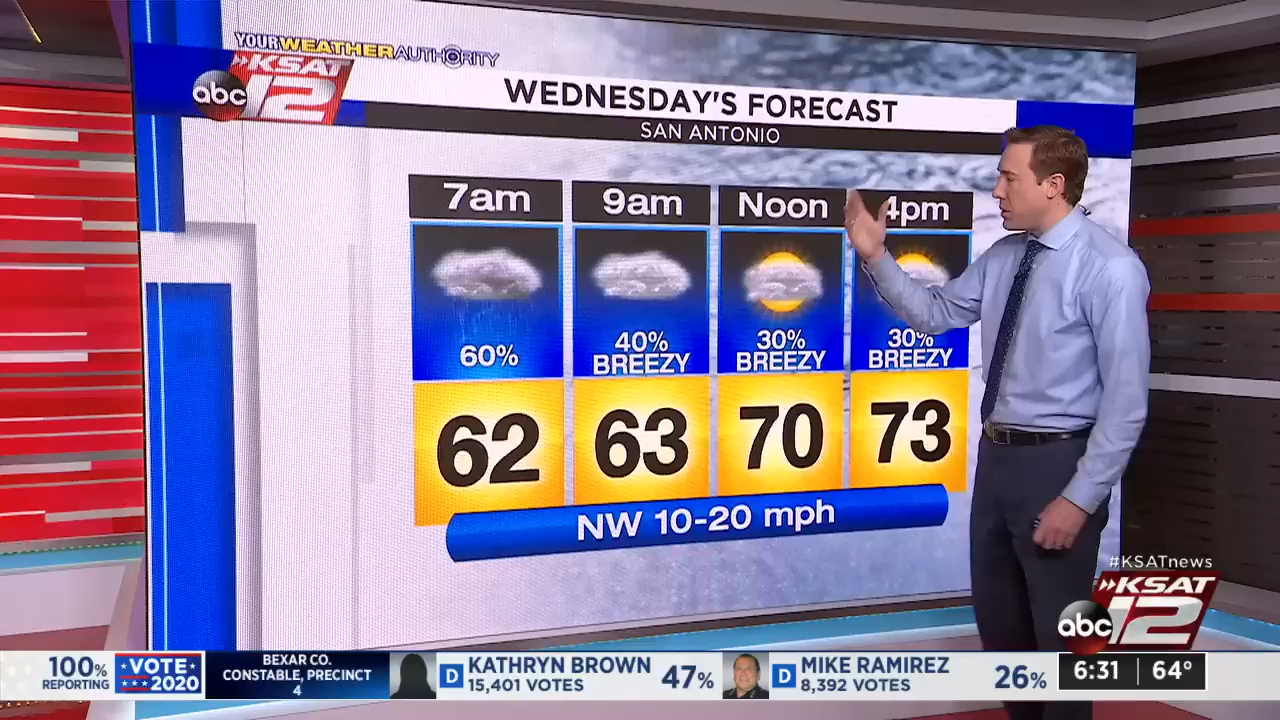 YOUR WEATHER AUTHORITY
KSAT
abc 12
WEDNESDAY'S FORECAST
SAN ANTONIO
7am 9am Noon 4pm
60% 40% 30% 30%
BREEZY BREEZY BREEZY
62 63 70 73
NW 10-20 mph
#KSATnews
KSAT
abc 12
100%
REPORTING
VOTE
2020
BEXAR CO.
CONSTABLE, PRECINCT
4
D KATHRYN BROWN
15,401 VOTES
47%
D MIKE RAMIREZ
8,392 VOTES
26%
6:31 64°